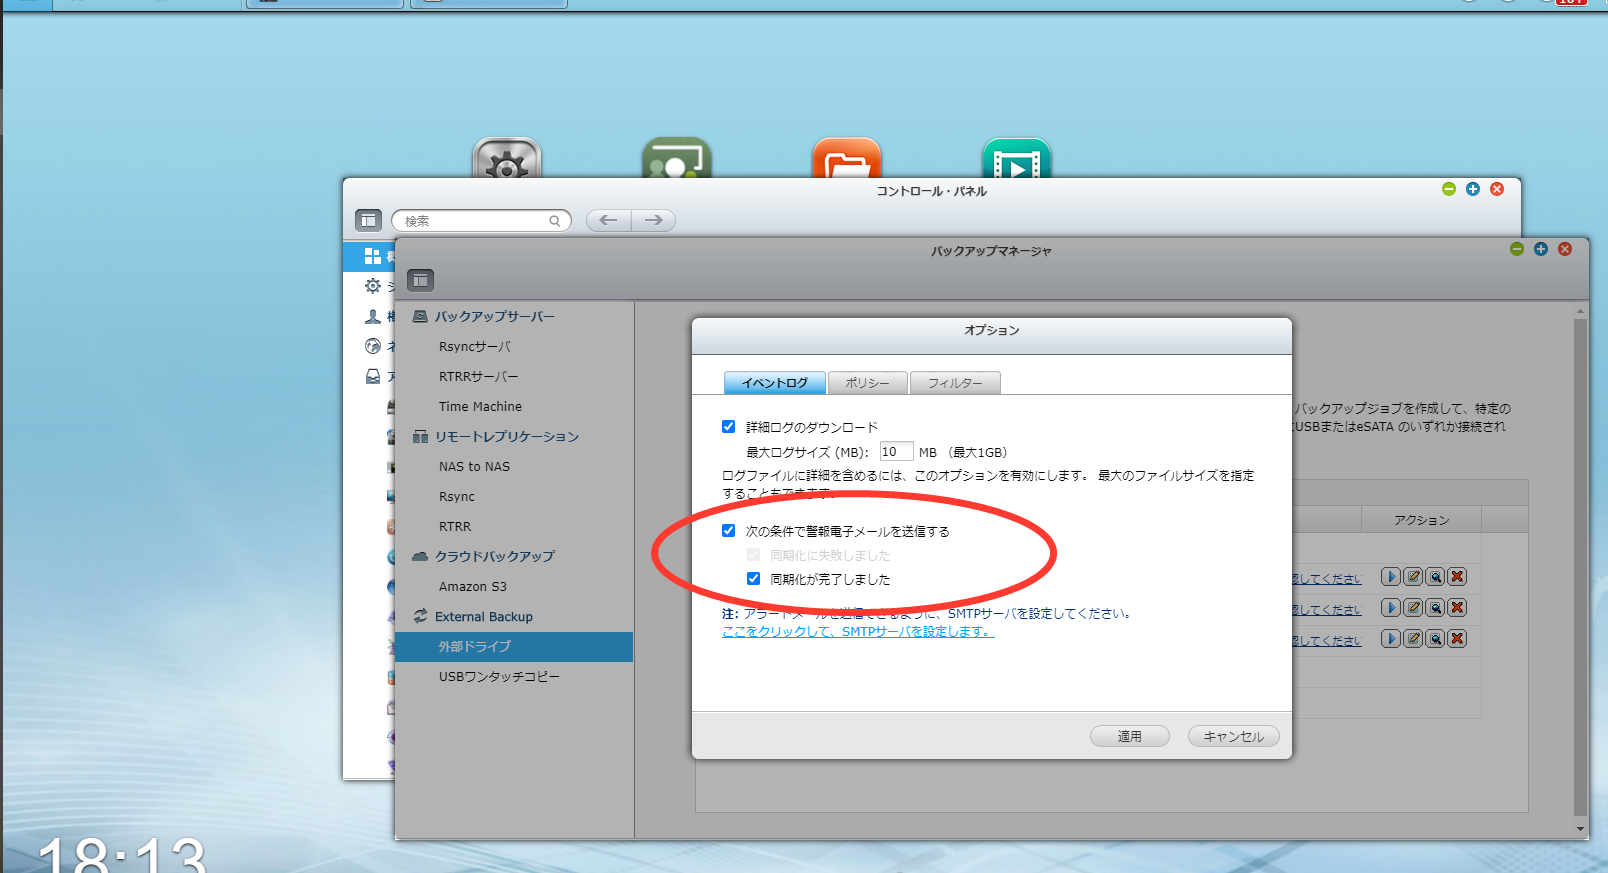 コントロール・パネル
検索
バックアップマネージャ
バックアップサーバー
Rsyncサーバ
RTRRサーバー
Time Machine
リモートレプリケーション
NAS to NAS
Rsync
RTRR
クラウドバックアップ
Amazon S3
External Backup
外部ドライブ
USBワンタッチコピー
オプション
イベントログ
ポリシー
フィルター
詳細ログのダウンロード
最大ログサイズ (MB): 10 MB (最大1GB)
ログファイルに詳細を含めるには、このオプションを有効にします。 最大のファイルサイズを指定
することもできます.
次の条件で警報電子メールを送信する
同期化に失敗しました
同期化が完了しました
注: アラートメールを送信できるように、SMTPサーバを設定してください。
ここをクリックして、SMTPサーバを設定します。
適用
キャンセル
バックアップジョブを作成して、特定の
USBまたはeSATA のいずれか接続され
アクション
認してください
認してください
認してください
18:13